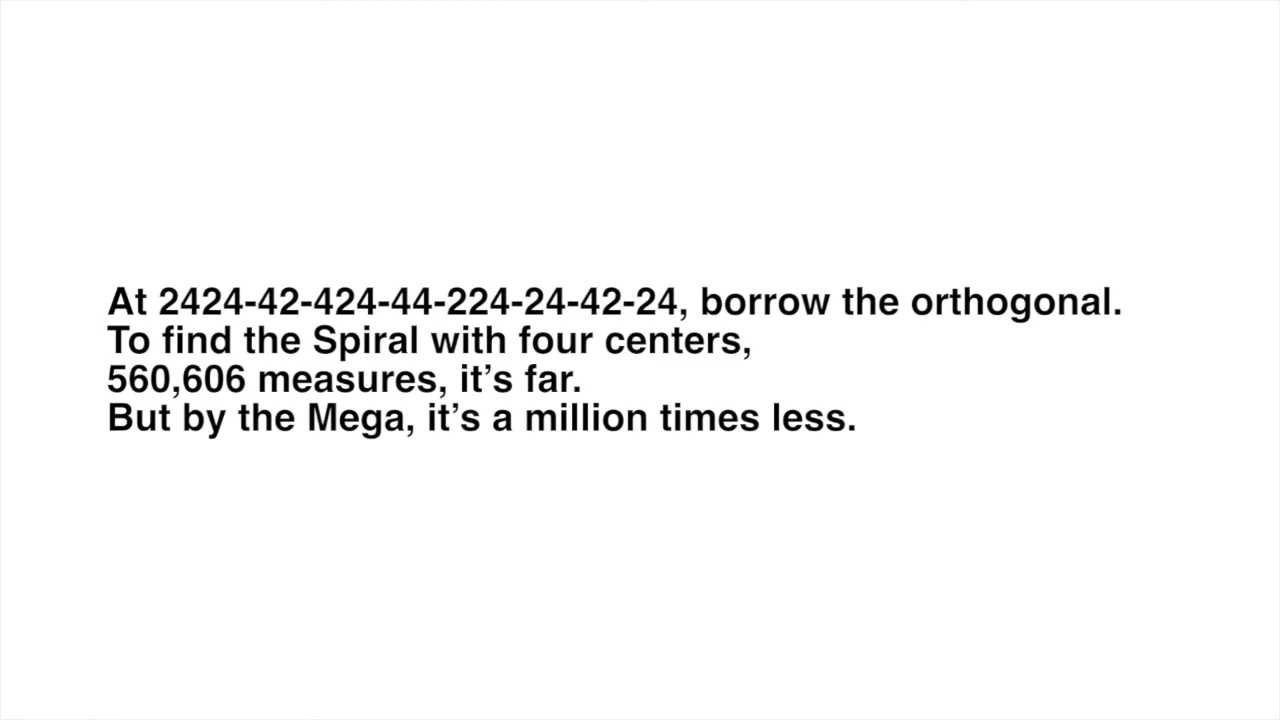 At 2424-42-424-44-224-24-42-24, borrow the orthogonal.
To find the Spiral with four centers,
560,606 measures, it’s far.
But by the Mega, it’s a million times less.